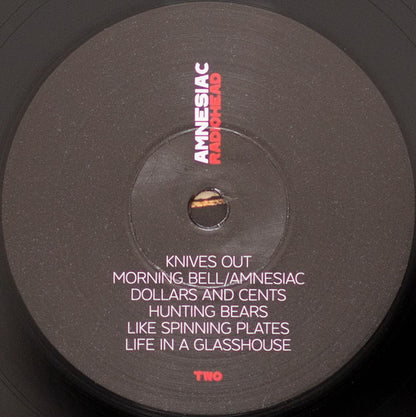 AMNESIAC
RADIOHEAD
KNIVES OUT
MORNING BELL/AMNESIAC
DOLLARS AND CENTS
HUNTING BEARS
LIKE SPINNING PLATES
LIFE IN A GLASSHOUSE
TWO